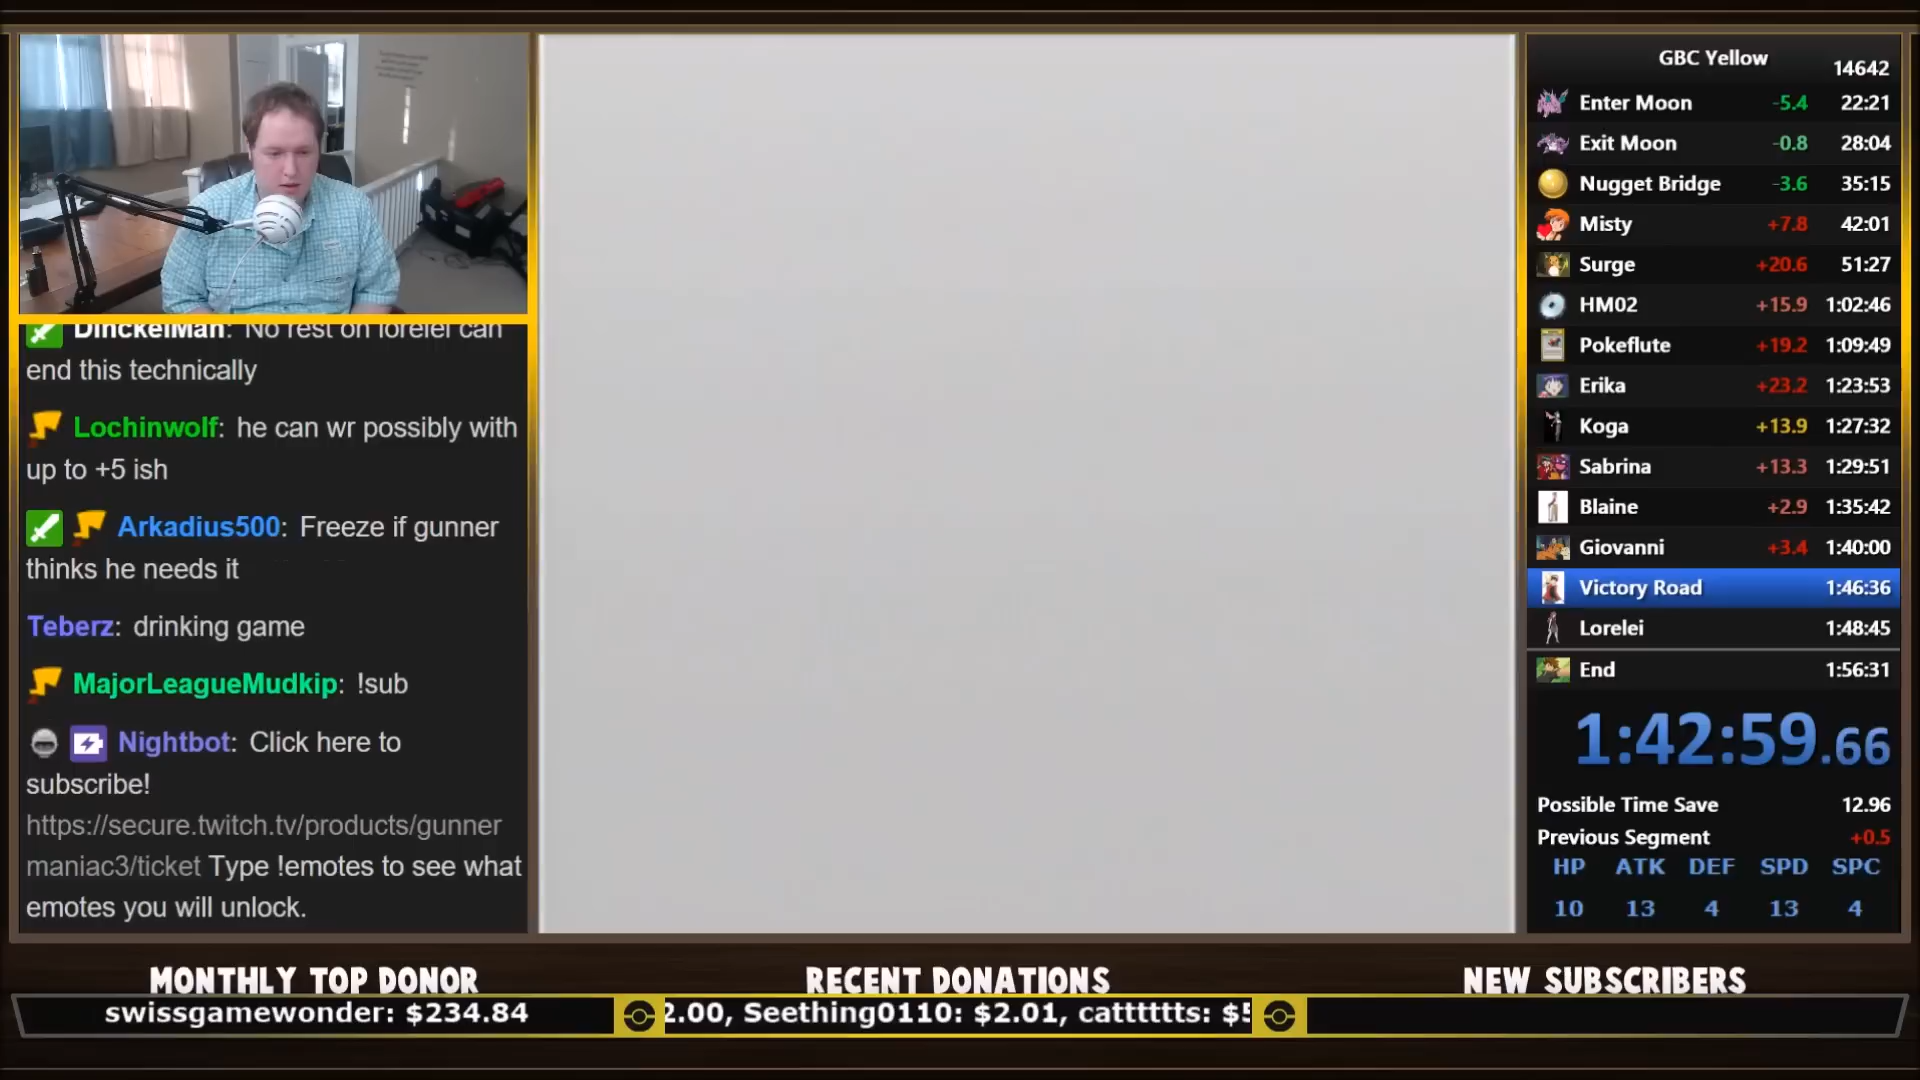 DinckelMan: No rest on lorelei can
end this technically
Lochinwolf: he can wr possibly with
up to +5 ish
Arkadius500: Freeze if gunner
thinks he needs it
Teberz: drinking game
MajorLeagueMudkip: !sub
Nightbot: Click here to
subscribe!
https://secure.twitch.tv/products/gunner
maniac3/ticket Type !emotes to see what
emotes you will unlock.
GBC Yellow 14642
Enter Moon -5.4 22:21
Exit Moon -0.8 28:04
Nugget Bridge -3.6 35:15
Misty +7.8 42:01
Surge +20.6 51:27
HM02 +15.9 1:02:46
Pokeflute +19.2 1:09:49
Erika +23.2 1:23:53
Koga +13.9 1:27:32
Sabrina +13.3 1:29:51
Blaine +2.9 1:35:42
Giovanni +3.4 1:40:00
Victory Road 1:46:36
Lorelei 1:48:45
End 1:56:31
1:42:59.66
Possible Time Save 12.96
Previous Segment +0.5
HP ATK DEF SPD SPC
10 13 4 13 4
MONTHLY TOP DONOR
swissgamewonder: $234.84
RECENT DONATIONS
2.00, Seething0110: $2.01, catttttts: $5
NEW SUBSCRIBERS